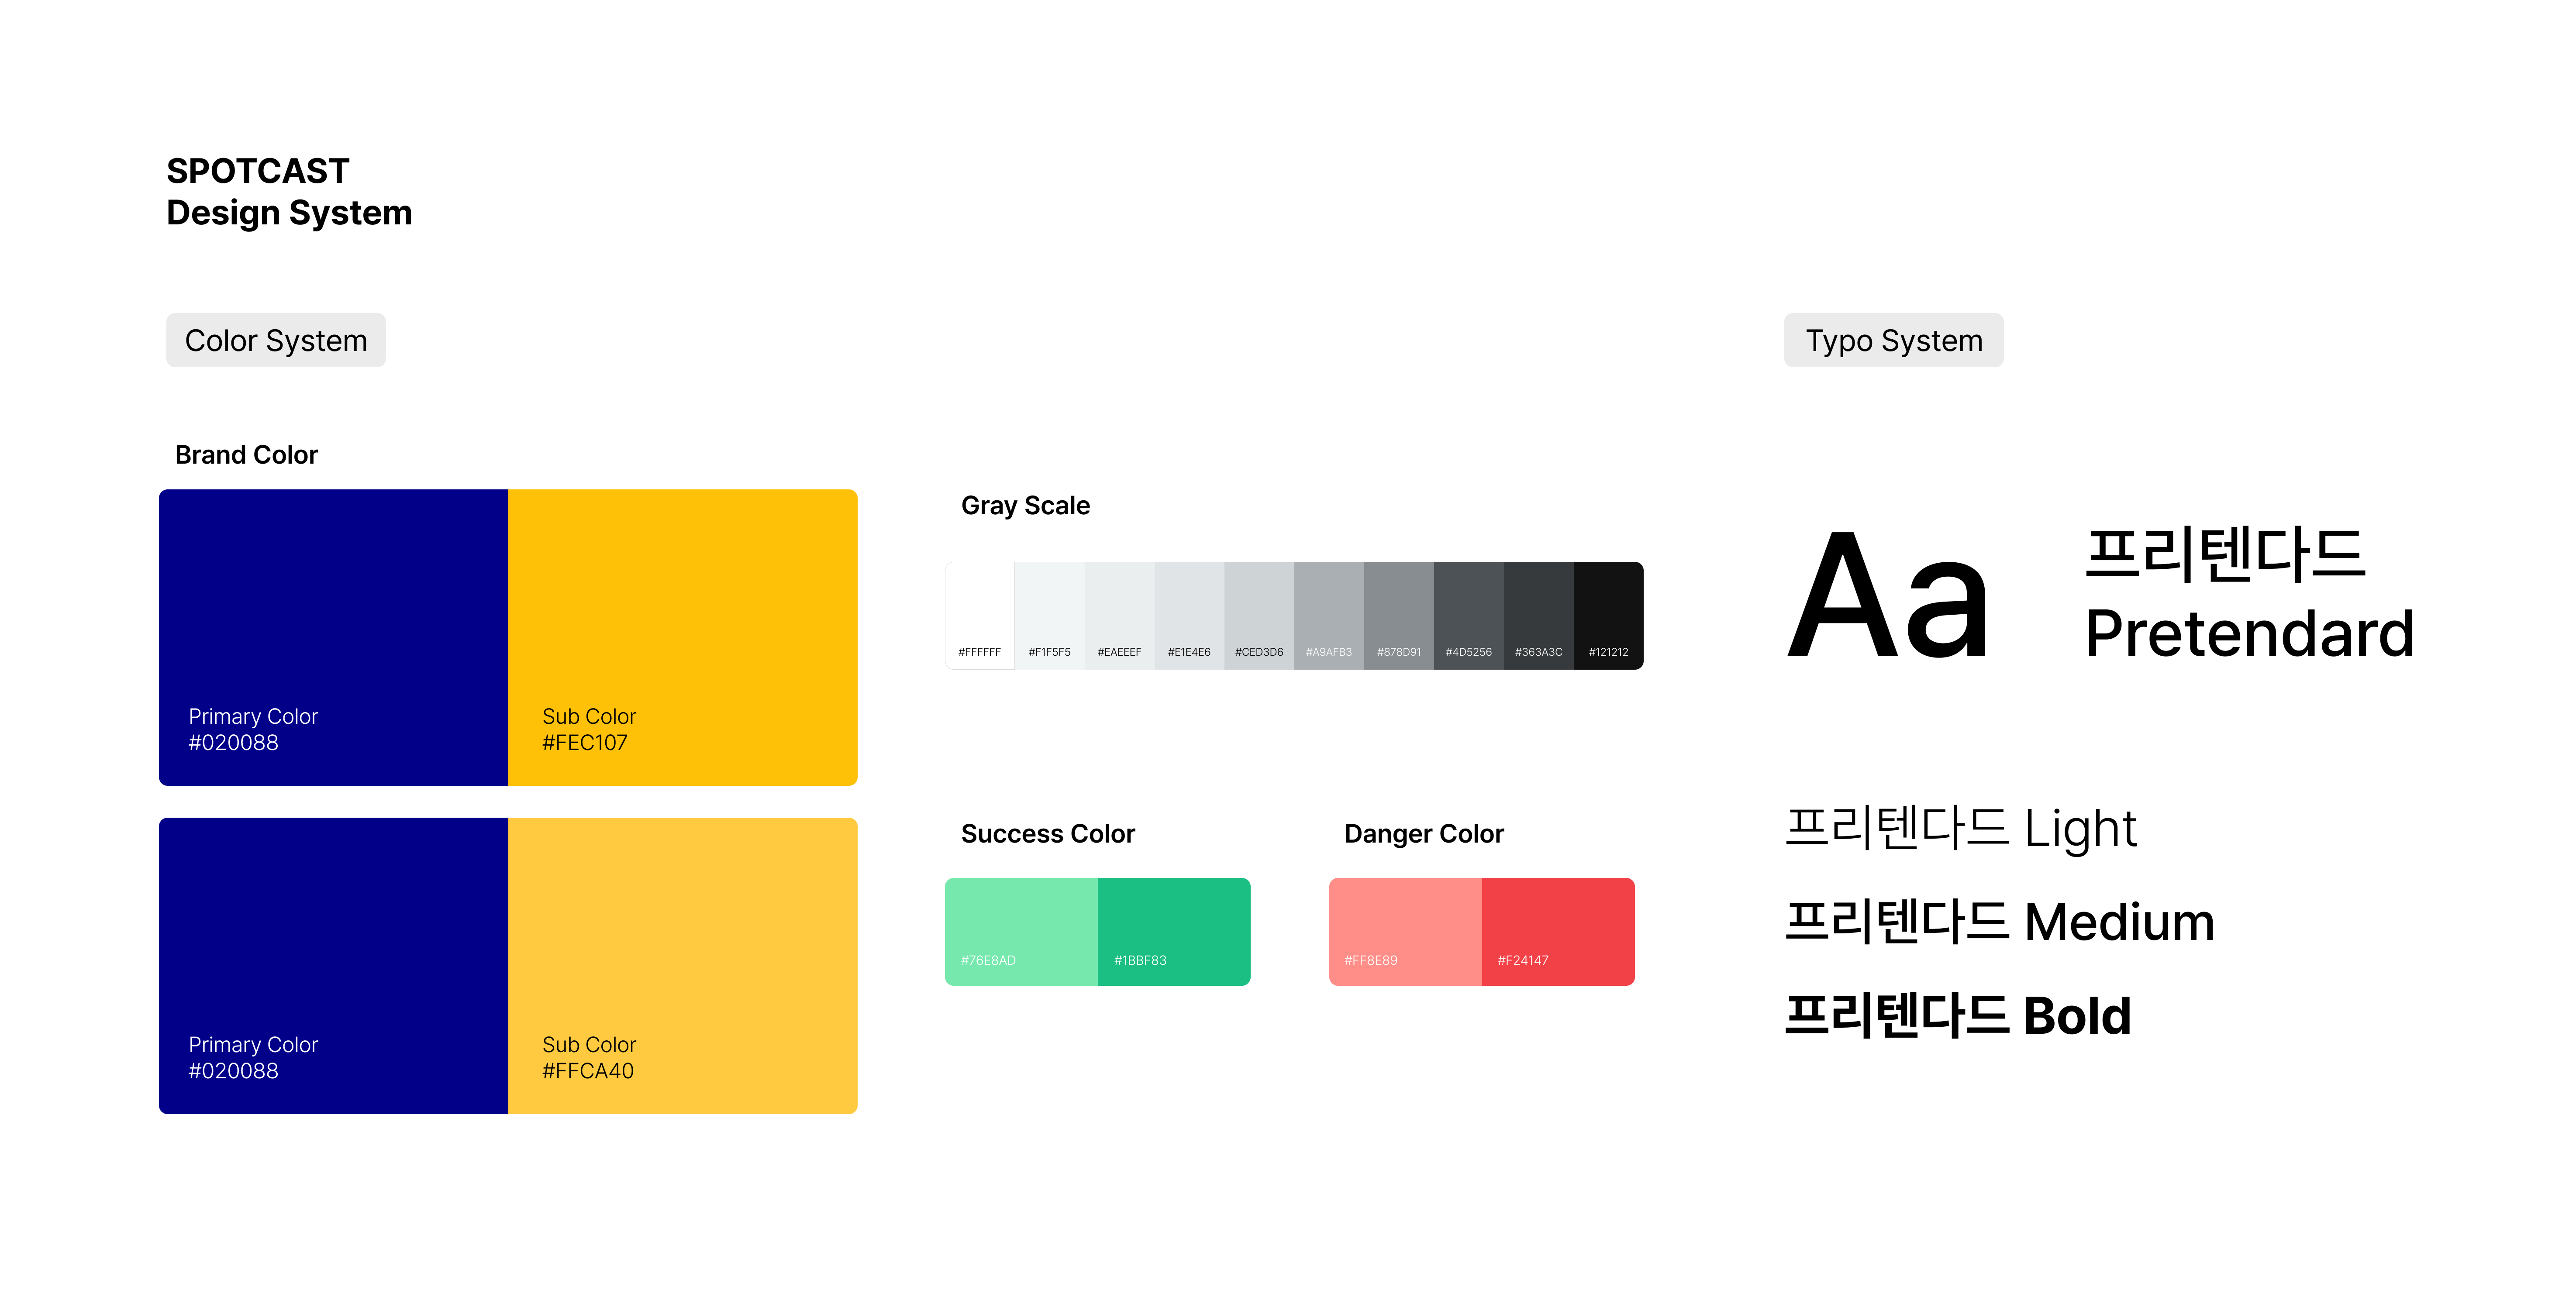 SPOTCAST
Design System
Color System
Brand Color
Primary Color
#020088
Sub Color
#FEC107
Primary Color
#020088
Sub Color
#FFCA40
Gray Scale
#FFFFFF
#F1F5F5
#EAEEEF
#E1E4E6
#CED3D6
#A9AFB3
#878D91
#4D5256
#363A3C
#121212
Success Color
#76E8AD
#1BBF83
Danger Color
#FF8E89
#F24147
Typo System
Aa
프리텐다드
Pretendard
프리텐다드 Light
프리텐다드 Medium
프리텐다드 Bold